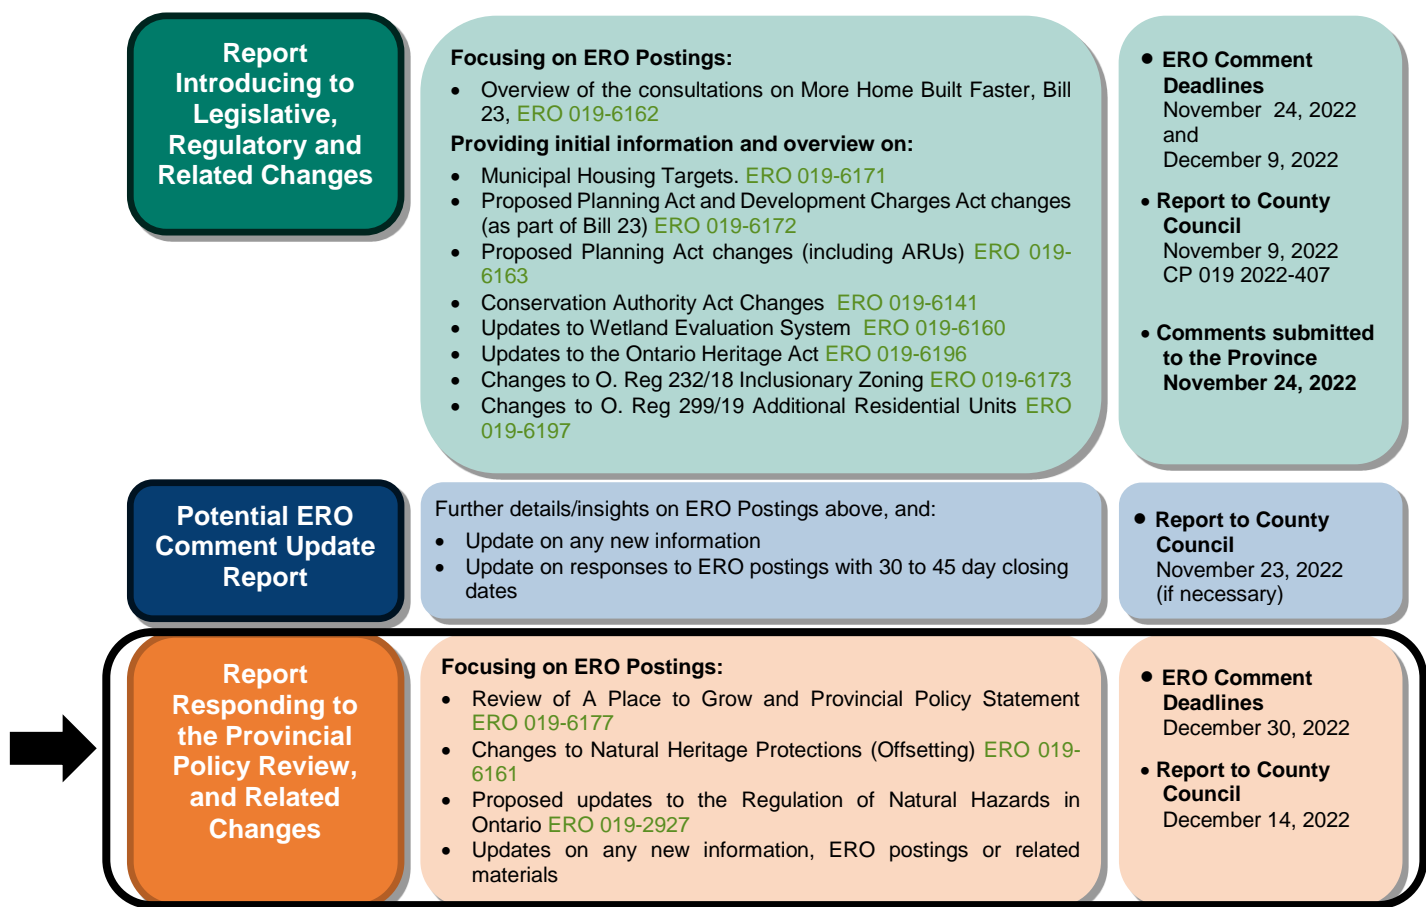 Report
Introducing to
Legislative,
Regulatory and
Related Changes
Focusing on ERO Postings:
• Overview of the consultations on More Home Built Faster, Bill
23, ERO 019-6162
Providing initial information and overview on:
• Municipal Housing Targets. ERO 019-6171
• Proposed Planning Act and Development Charges Act changes
(as part of Bill 23) ERO 019-6172
• Proposed Planning Act changes (including ARUs) ERO 019-
6163
• Conservation Authority Act Changes ERO 019-6141
• Updates to Wetland Evaluation System ERO 019-6160
• Updates to the Ontario Heritage Act ERO 019-6196
• Changes to O. Reg 232/18 Inclusionary Zoning ERO 019-6173
• Changes to O. Reg 299/19 Additional Residential Units ERO
019-6197
• ERO Comment
Deadlines
November 24, 2022
and
December 9, 2022
• Report to County
Council
November 9, 2022
CP 019 2022-407
• Comments submitted
to the Province
November 24, 2022
Potential ERO
Comment Update
Report
Further details/insights on ERO Postings above, and:
• Update on any new information
• Update on responses to ERO postings with 30 to 45 day closing
dates
• Report to County
Council
November 23, 2022
(if necessary)
Report
Responding to
the Provincial
Policy Review,
and Related
Changes
Focusing on ERO Postings:
• Review of A Place to Grow and Provincial Policy Statement
ERO 019-6177
• Changes to Natural Heritage Protections (Offsetting) ERO 019-
6161
• Proposed updates to the Regulation of Natural Hazards in
Ontario ERO 019-2927
• Updates on any new information, ERO postings or related
materials
• ERO Comment
Deadlines
December 30, 2022
• Report to County
Council
December 14, 2022